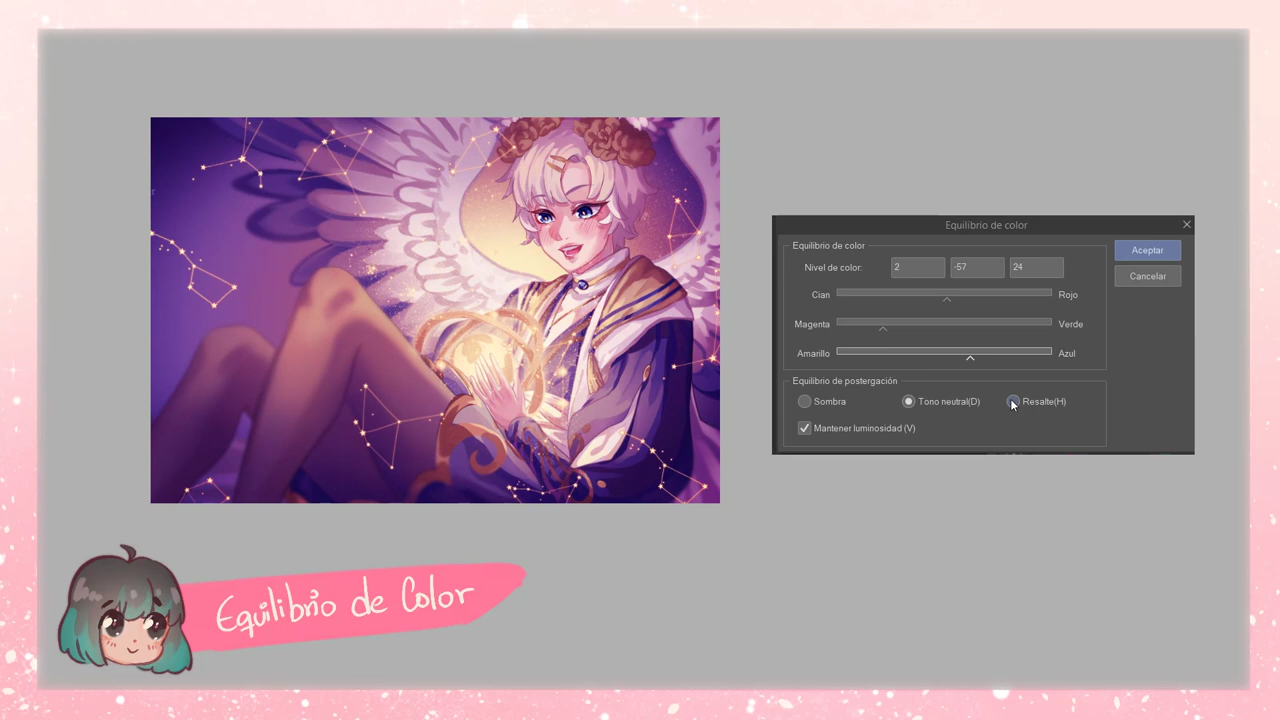 Equilibrio de color
Equilibrio de color
Aceptar
Nivel de color: 2 -57 24
Cancelar
Cian Rojo
Magenta Verde
Amarillo Azul
Equilibrio de postergación
Sombra Tono neutral(D) Resalte(H)
Mantener luminosidad (V)
Equilibrio de Color